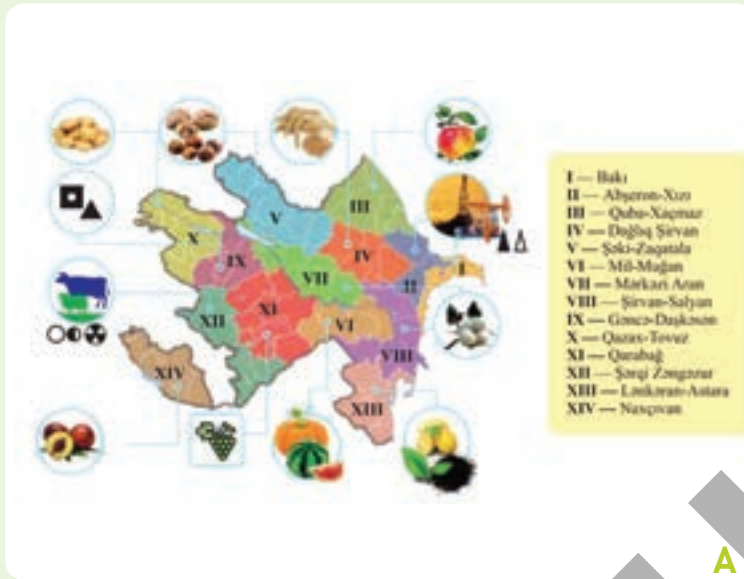 V
III
X
IV
I
IX
II
VII
XI
XII
VI
VIII
XIV
XIII
I — Bakı
II — Abşeron-Xızı
III — Quba-Xaçmaz
IV — Dağlıq Şirvan
V — Şəki-Zaqatala
VI — Mil-Muğan
VII — Mərkəzi Aran
VIII — Şirvan-Salyan
IX — Gəncə-Daşkəsən
X — Qazax-Tovuz
XI — Qarabağ
XII — Şərqi Zəngəzur
XIII — Lənkəran-Astara
XIV — Naxçıvan
A